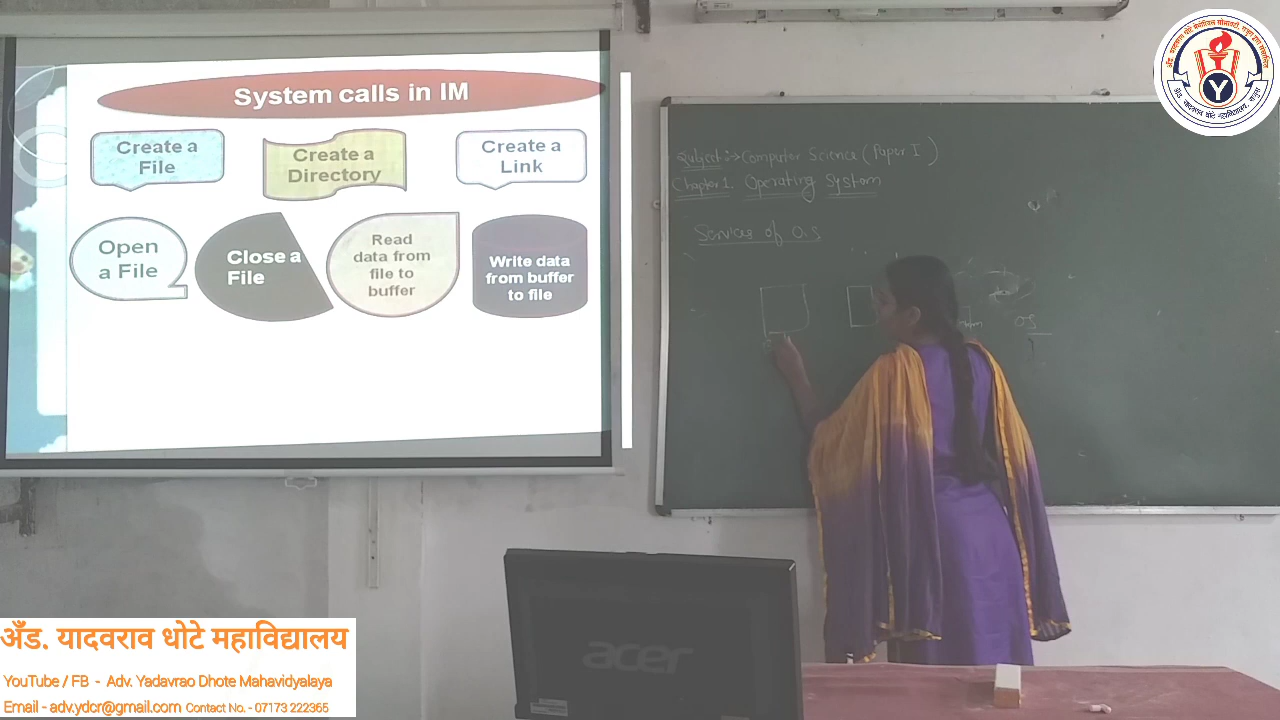 System calls in IM
Create a
File
Create a
Directory
Create a
Link
Open
a File
Close a
File
Read
data from
file to
buffer
Write data
from buffer
to file
Subject :-> Computer Science (Paper I)
Chapter 1. Operating System
Services of O.S
OS
acer
Y
अ‍ॅड. यादवराव धोटे महाविद्यालय
YouTube / FB - Adv. Yadavrao Dhote Mahavidyalaya
Email - adv.ydcr@gmail.com Contact No. - 07173 222365